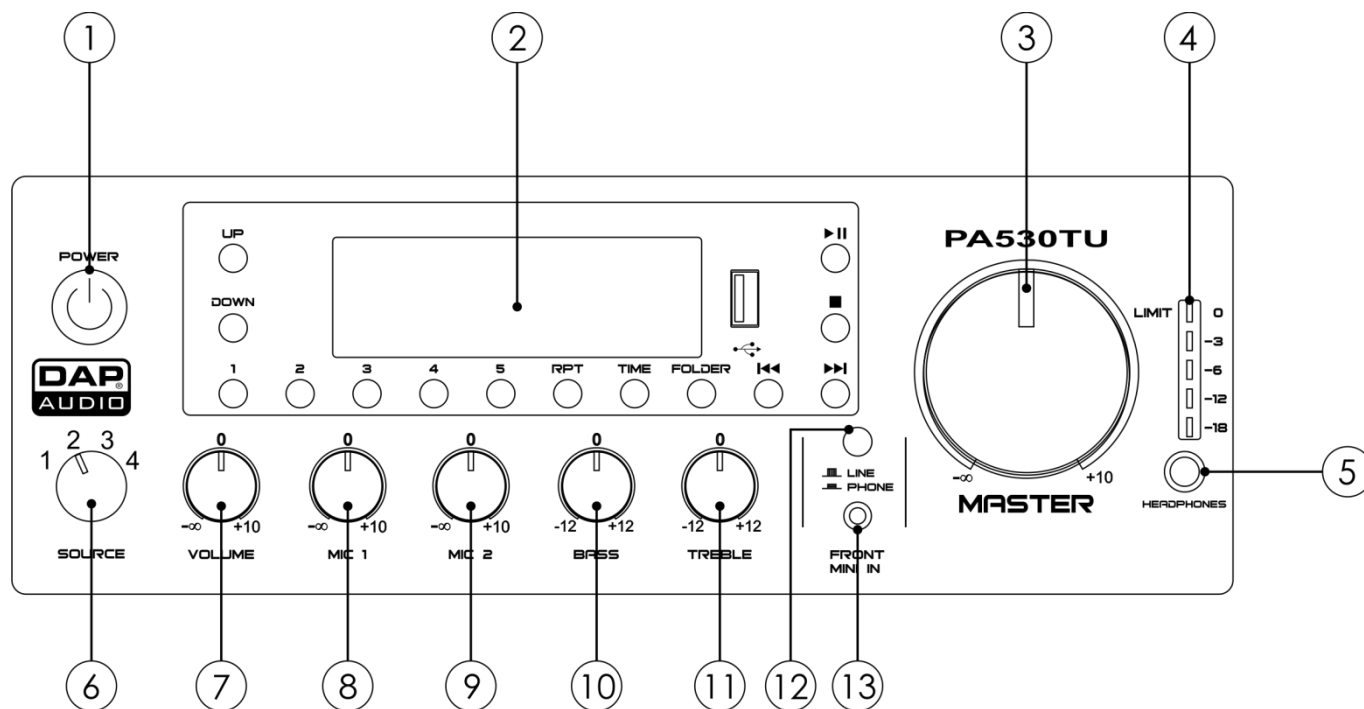 1 2 3 4
POWER
UP
DOWN
1 2 3 4 5 RPT TIME FOLDER
PA530TU
LIMIT 0
-3
-6
-12
-18
DAP®
AUDIO
1 2 3 4
SOURCE
0
-∞ +10
VOLUME
0
-∞ +10
MIC 1
0
-∞ +10
MIC 2
0
-12 +12
BASS
0
-12 +12
TREBLE
LINE
PHONE
FRONT
MINI IN
-∞ +10
MASTER
HEADPHONES
5
6 7 8 9 10 11 12 13